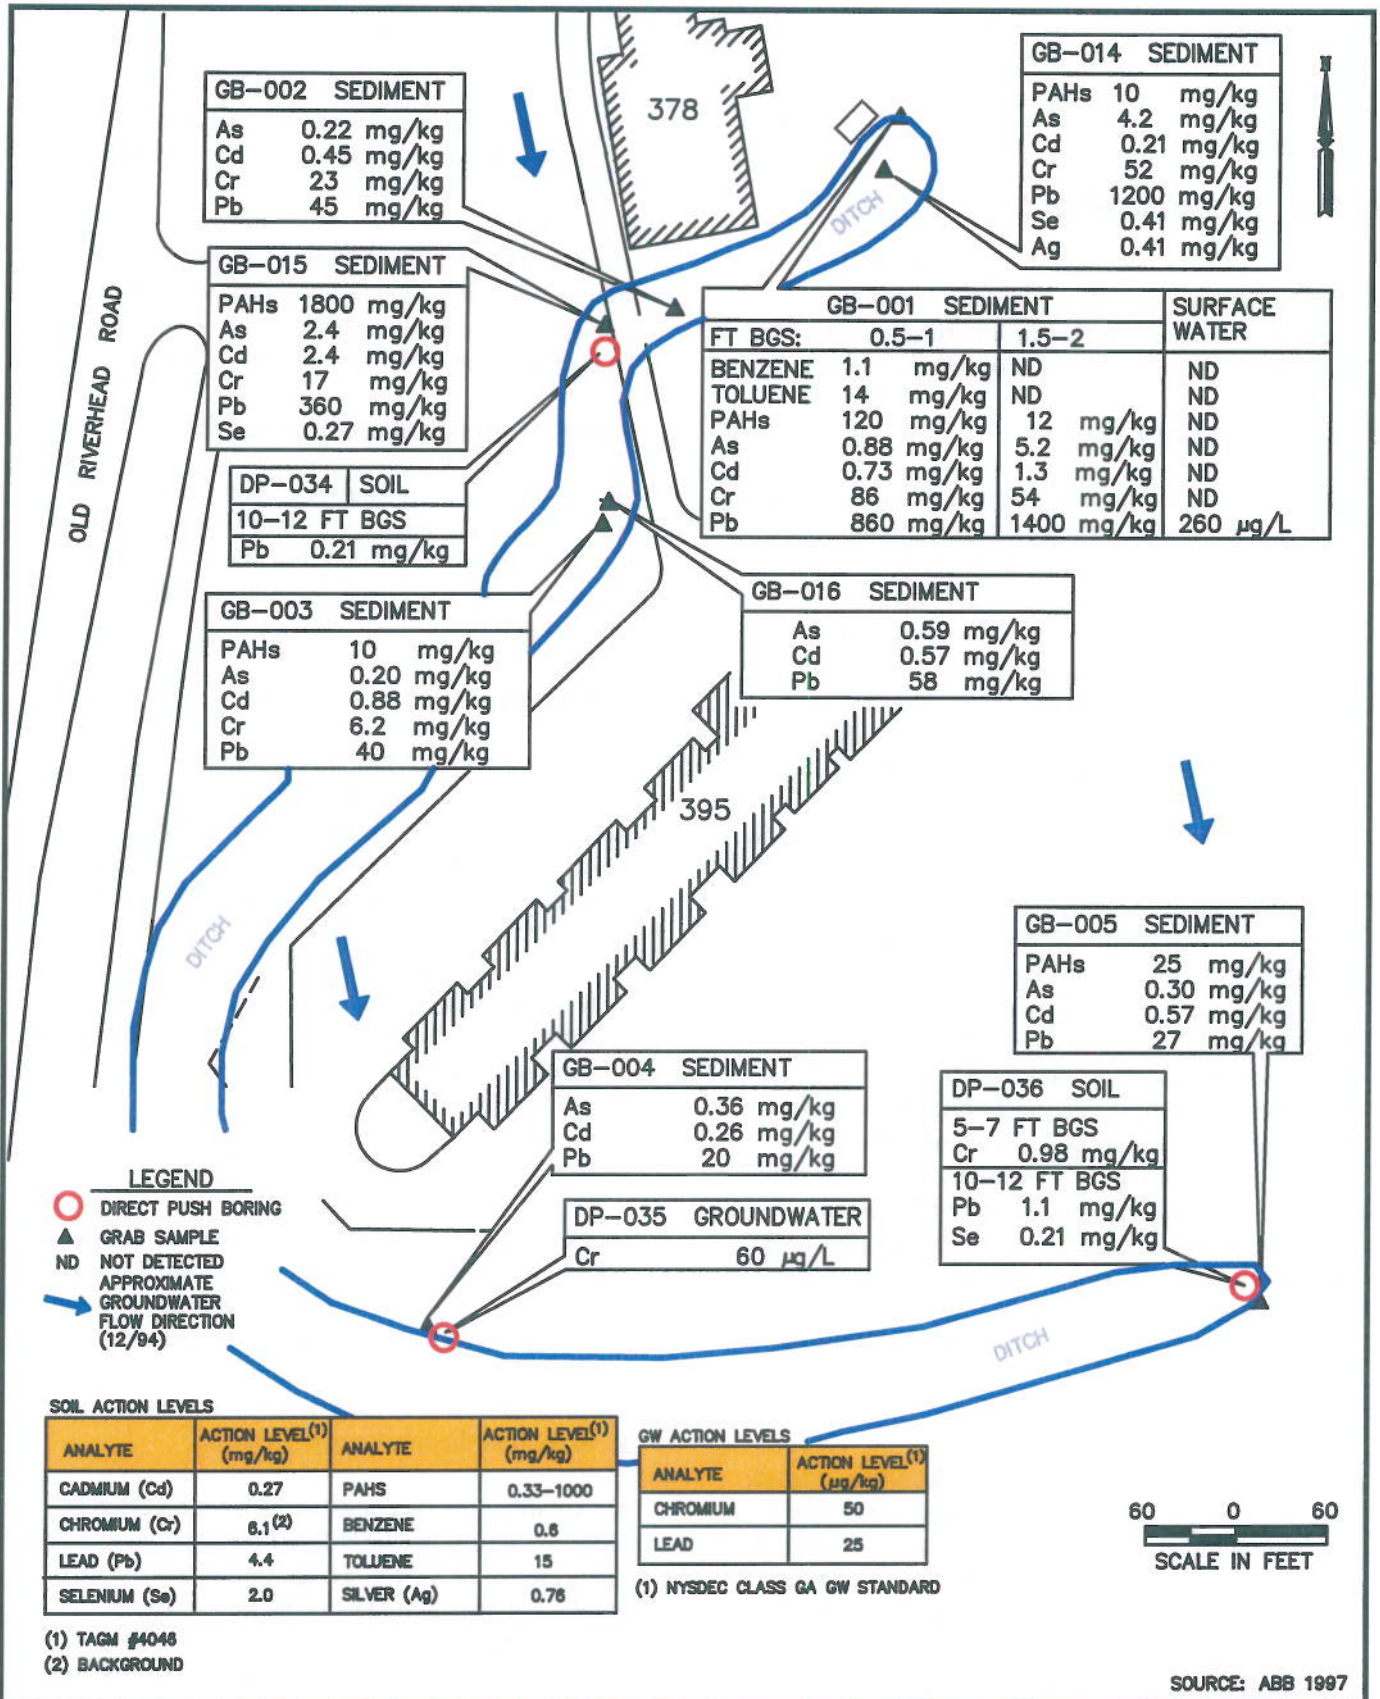 GB-002 SEDIMENT
As 0.22 mg/kg
Cd 0.45 mg/kg
Cr 23 mg/kg
Pb 45 mg/kg
378
GB-014 SEDIMENT
PAHs 10 mg/kg
As 4.2 mg/kg
Cd 0.21 mg/kg
Cr 52 mg/kg
Pb 1200 mg/kg
Se 0.41 mg/kg
Ag 0.41 mg/kg
DITCH
GB-015 SEDIMENT
PAHs 1800 mg/kg
As 2.4 mg/kg
Cd 2.4 mg/kg
Cr 17 mg/kg
Pb 360 mg/kg
Se 0.27 mg/kg
OLD RIVERHEAD ROAD
GB-001 SEDIMENT SURFACE WATER
FT BGS: 0.5-1 1.5-2
BENZENE 1.1 mg/kg ND ND
TOLUENE 14 mg/kg ND ND
PAHs 120 mg/kg 12 mg/kg ND
As 0.88 mg/kg 5.2 mg/kg ND
Cd 0.73 mg/kg 1.3 mg/kg ND
Cr 86 mg/kg 54 mg/kg ND
Pb 860 mg/kg 1400 mg/kg 260 µg/L
DP-034 SOIL
10-12 FT BGS
Pb 0.21 mg/kg
GB-003 SEDIMENT
PAHs 10 mg/kg
As 0.20 mg/kg
Cd 0.88 mg/kg
Cr 6.2 mg/kg
Pb 40 mg/kg
GB-016 SEDIMENT
As 0.59 mg/kg
Cd 0.57 mg/kg
Pb 58 mg/kg
395
DITCH
GB-005 SEDIMENT
PAHs 25 mg/kg
As 0.30 mg/kg
Cd 0.57 mg/kg
Pb 27 mg/kg
GB-004 SEDIMENT
As 0.36 mg/kg
Cd 0.26 mg/kg
Pb 20 mg/kg
DP-036 SOIL
5-7 FT BGS
Cr 0.98 mg/kg
10-12 FT BGS
Pb 1.1 mg/kg
Se 0.21 mg/kg
DP-035 GROUNDWATER
Cr 60 µg/L
DITCH
LEGEND
DIRECT PUSH BORING
GRAB SAMPLE
ND NOT DETECTED
APPROXIMATE
GROUNDWATER
FLOW DIRECTION
(12/94)
SOIL ACTION LEVELS
ANALYTE ACTION LEVEL(1) (mg/kg) ANALYTE ACTION LEVEL(1) (mg/kg)
CADMIUM (Cd) 0.27 PAHS 0.33-1000
CHROMIUM (Cr) 6.1(2) BENZENE 0.6
LEAD (Pb) 4.4 TOLUENE 15
SELENIUM (Se) 2.0 SILVER (Ag) 0.76
(1) TAGM #4046
(2) BACKGROUND
GW ACTION LEVELS
ANALYTE ACTION LEVEL(1) (µg/kg)
CHROMIUM 50
LEAD 25
(1) NYSDEC CLASS GA GW STANDARD
60 0 60
SCALE IN FEET
SOURCE: ABB 1997